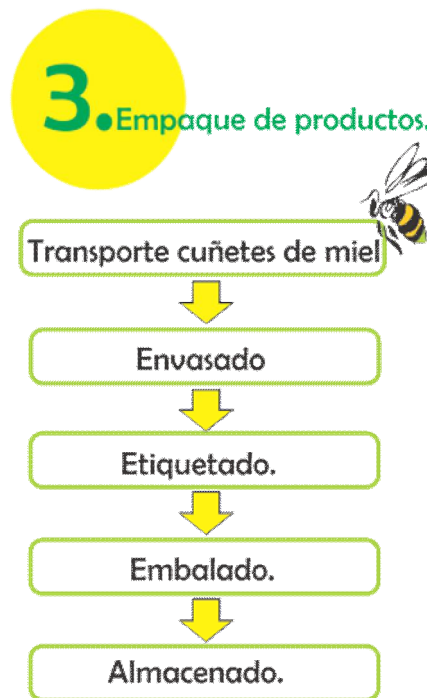 3. Empaque de productos.
Transporte cuñetes de miel
Envasado
Etiquetado.
Embalado.
Almacenado.